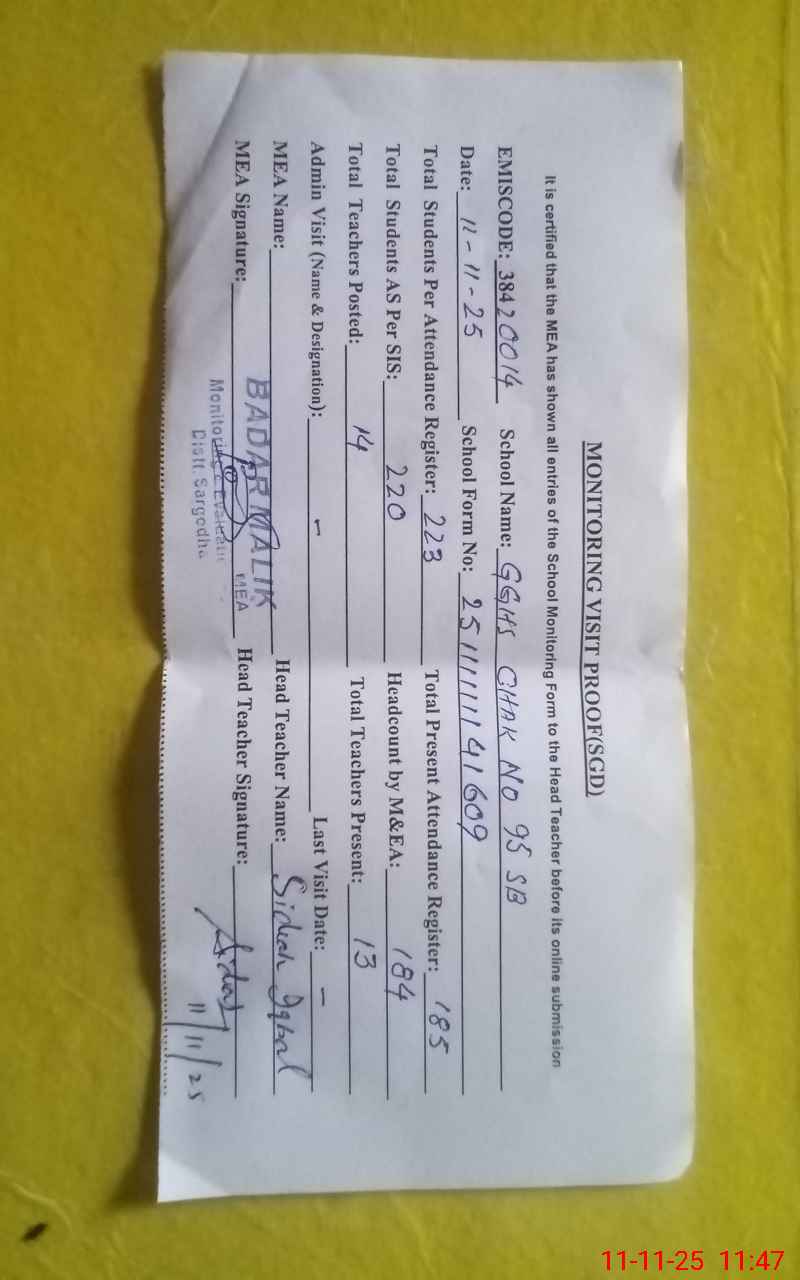 MONITORING VISIT PROOF(SGD)
It is certified that the MEA has shown all entries of the School Monitoring Form to the Head Teacher before its online submission
EMISCODE: 38420014 School Name: GGHS CHAK NO 95 SB
Date: 11-11-25 School Form No: 25111111141609
Total Students Per Attendance Register: 223 Total Present Attendance Register: 185
Total Students AS Per SIS: 220 Headcount by M&EA: 184
Total Teachers Posted: 14 Total Teachers Present: 13
Admin Visit (Name & Designation): - Last Visit Date: -
MEA Name: BADAR MALIK Head Teacher Name: Sidrah Iqbal
MEA Signature: MEA Head Teacher Signature:
Monitoring & Evaluati
Distt. Sargodha
11/11/25
11-11-25 11:47